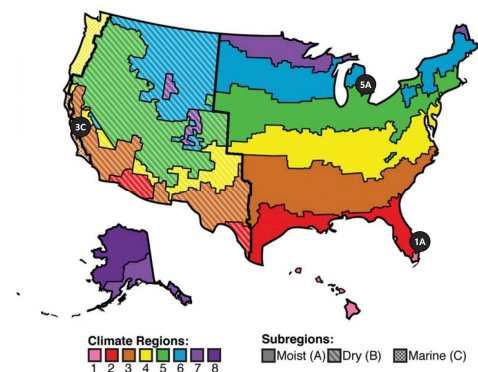 5A
3C
1A
Climate Regions:
1 2 3 4 5 6 7 8
Subregions:
Moist (A) Dry (B) Marine (C)